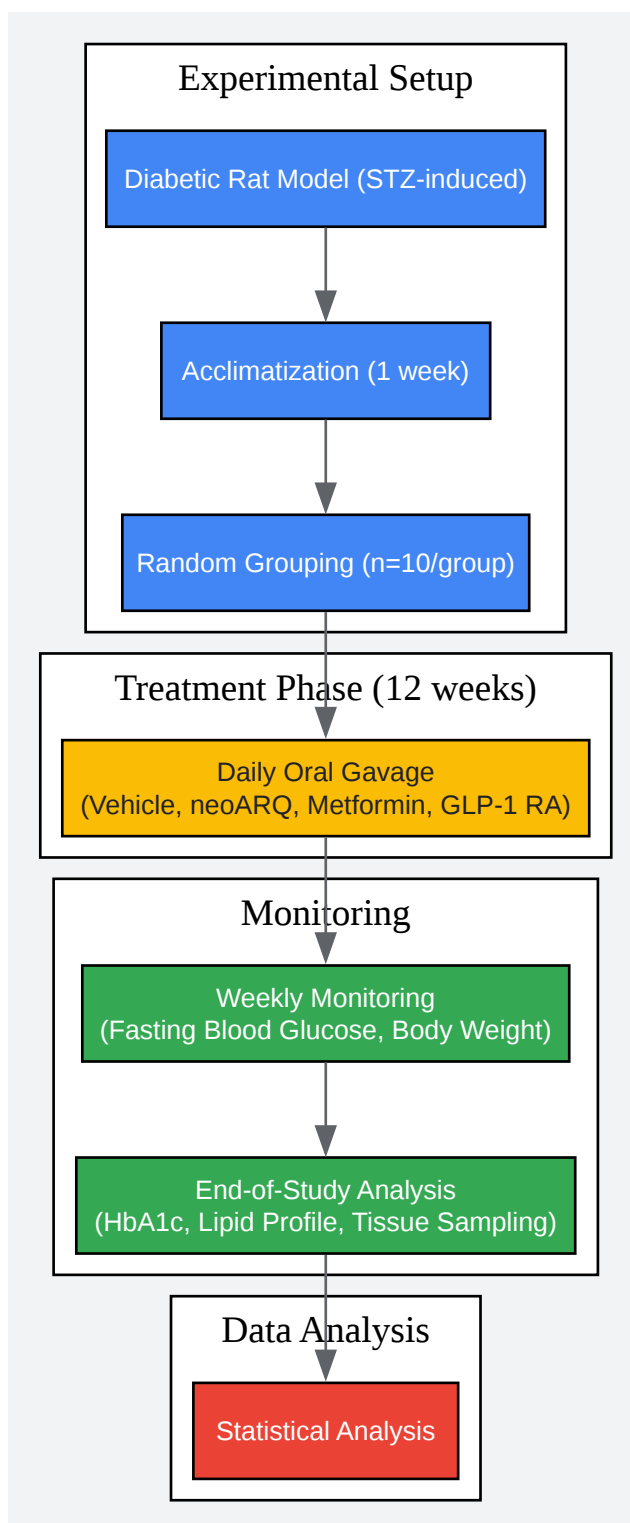 Experimental Setup
Diabetic Rat Model (STZ-induced)
Acclimatization (1 week)
Random Grouping (n=10/group)
Treatment Phase (12 weeks)
Daily Oral Gavage
(Vehicle, neoARQ, Metformin, GLP-1 RA)
Monitoring
Weekly Monitoring
(Fasting Blood Glucose, Body Weight)
End-of-Study Analysis
(HbA1c, Lipid Profile, Tissue Sampling)
Data Analysis
Statistical Analysis